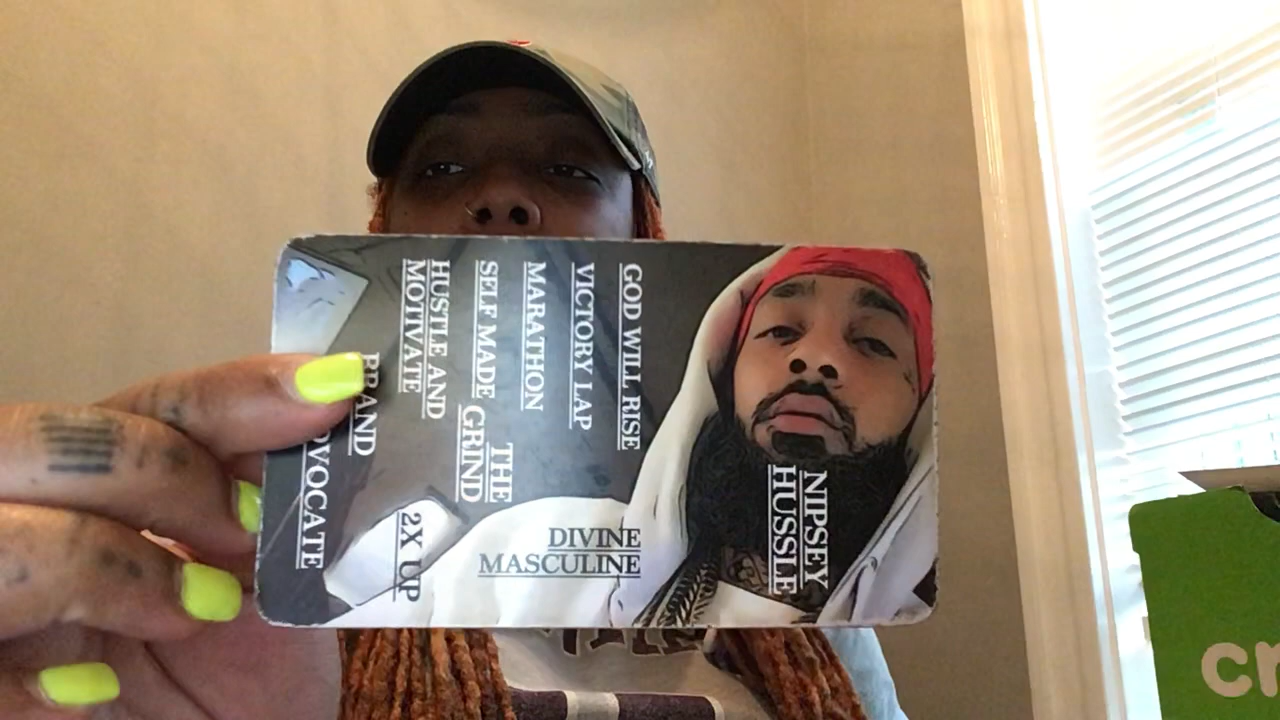 GOD WILL RISE
VICTORY LAP
MARATHON
SELF MADE
THE
GRIND
HUSTLE AND
MOTIVATE
BRAND
2X UP
NIPSEY
HUSSLE
DIVINE
MASCULINE